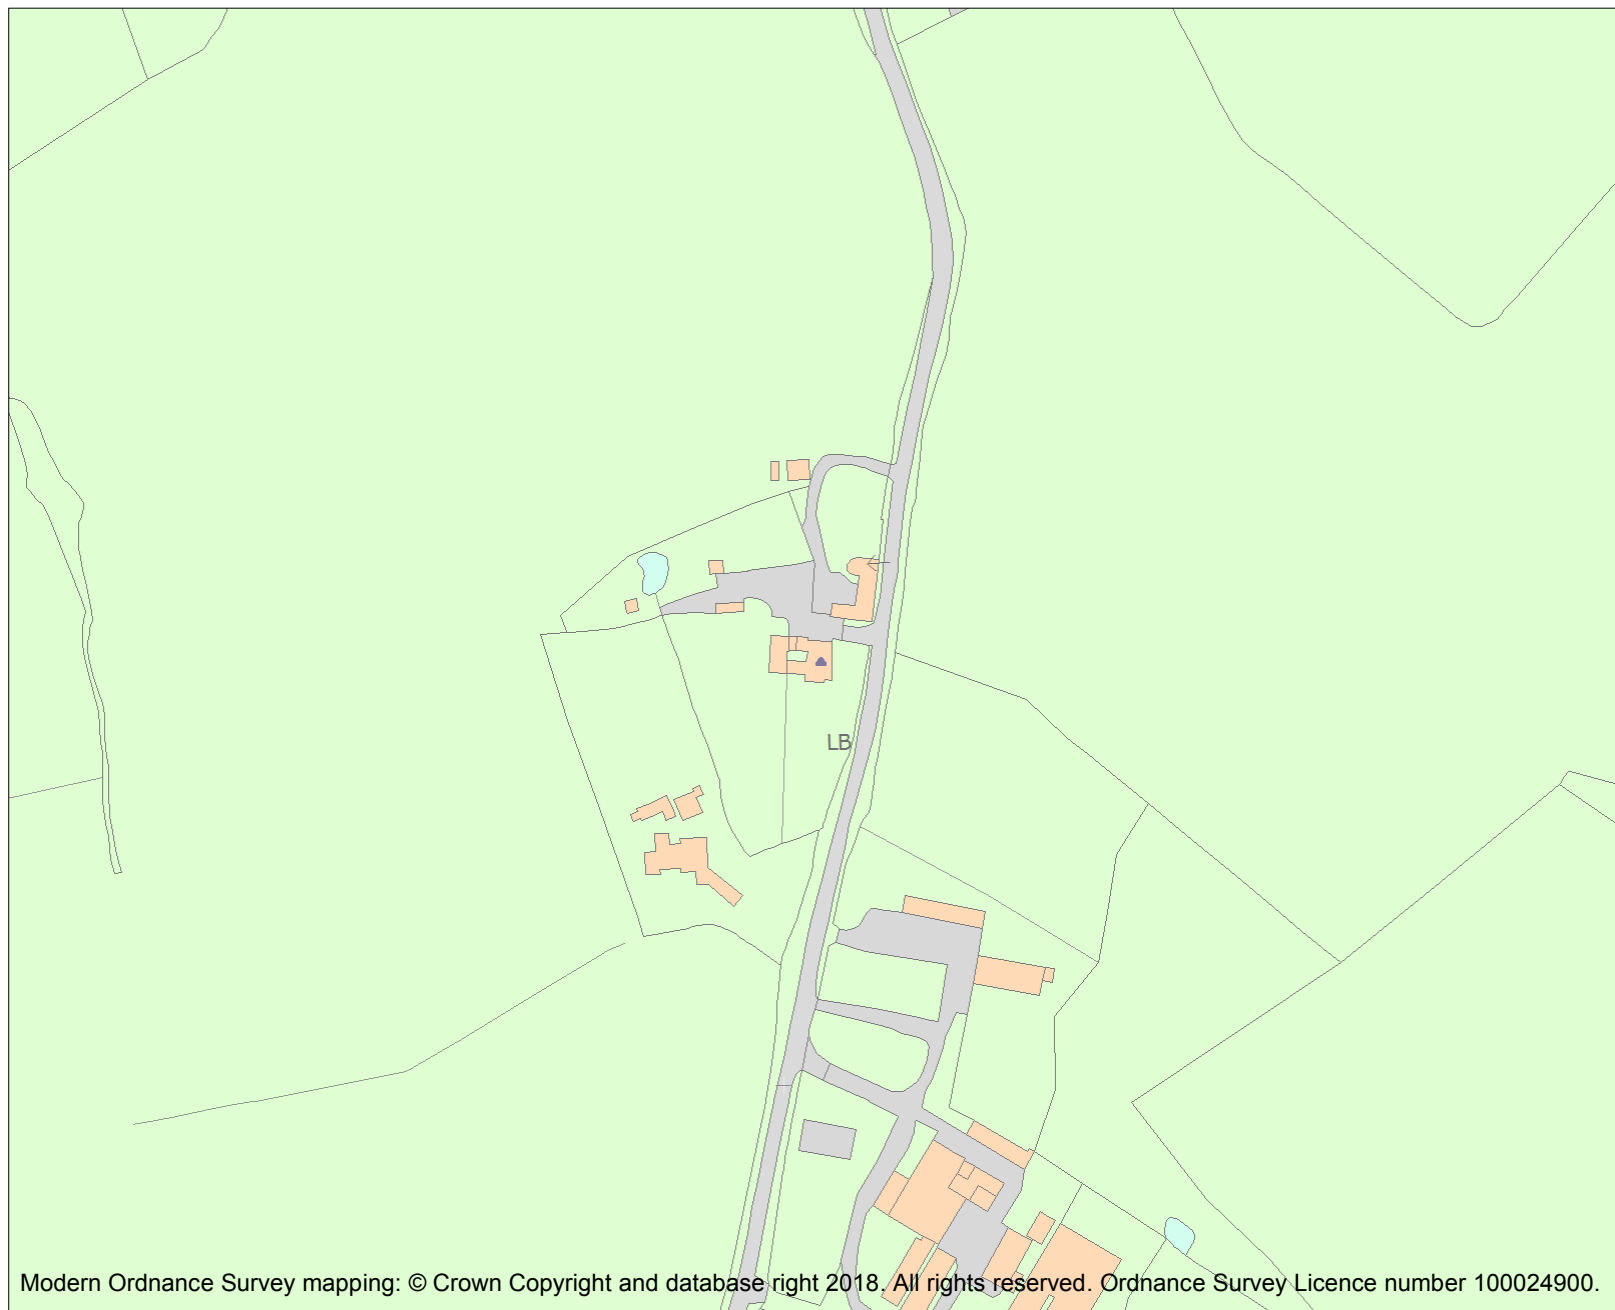 LB
Modern Ordnance Survey mapping: © Crown Copyright and database right 2018. All rights reserved. Ordnance Survey Licence number 100024900.